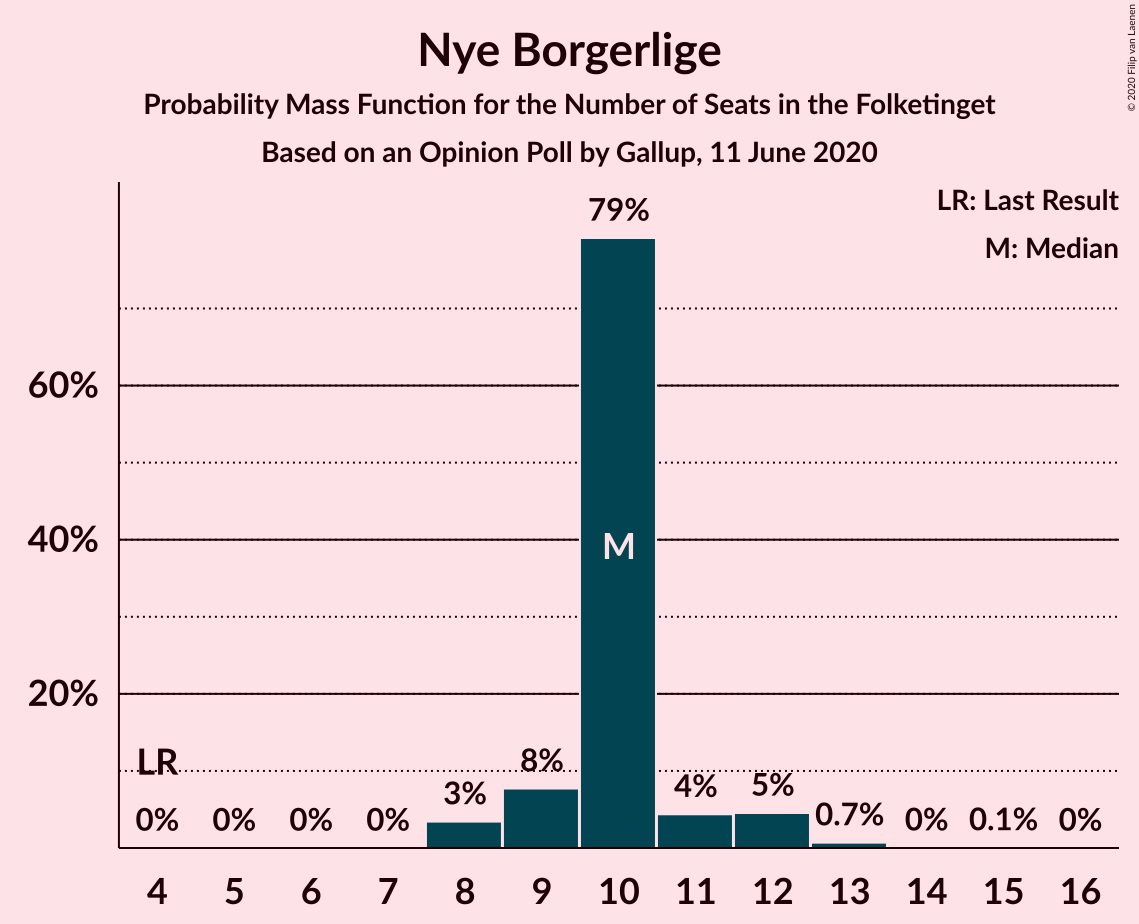 Nye Borgerlige
Probability Mass Function for the Number of Seats in the Folketinget
Based on an Opinion Poll by Gallup, 11 June 2020
© 2020 Filip van Laenen
LR: Last Result
M: Median
79%
60%
40%
M
20%
LR
0% 0% 0% 0% 3% 8% 4% 5% 0.7% 0% 0.1% 0%
4 5 6 7 8 9 10 11 12 13 14 15 16